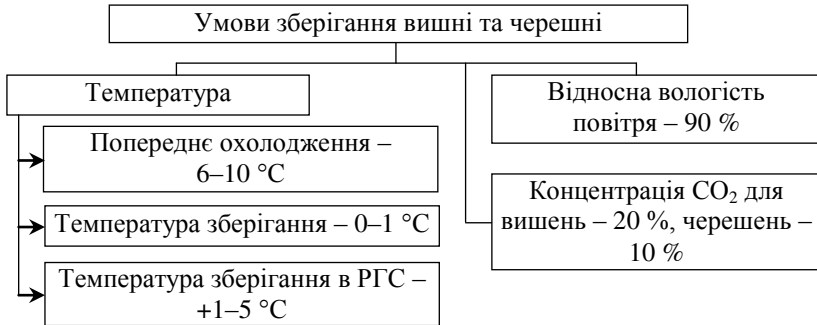 Умови зберігання вишні та черешні
Температура
Попереднє охолодження –
6–10 °С
Температура зберігання – 0–1 °С
Температура зберігання в РГС –
+1–5 °С
Відносна вологість
повітря – 90 %
Концентрація СО₂ для
вишень – 20 %, черешень –
10 %